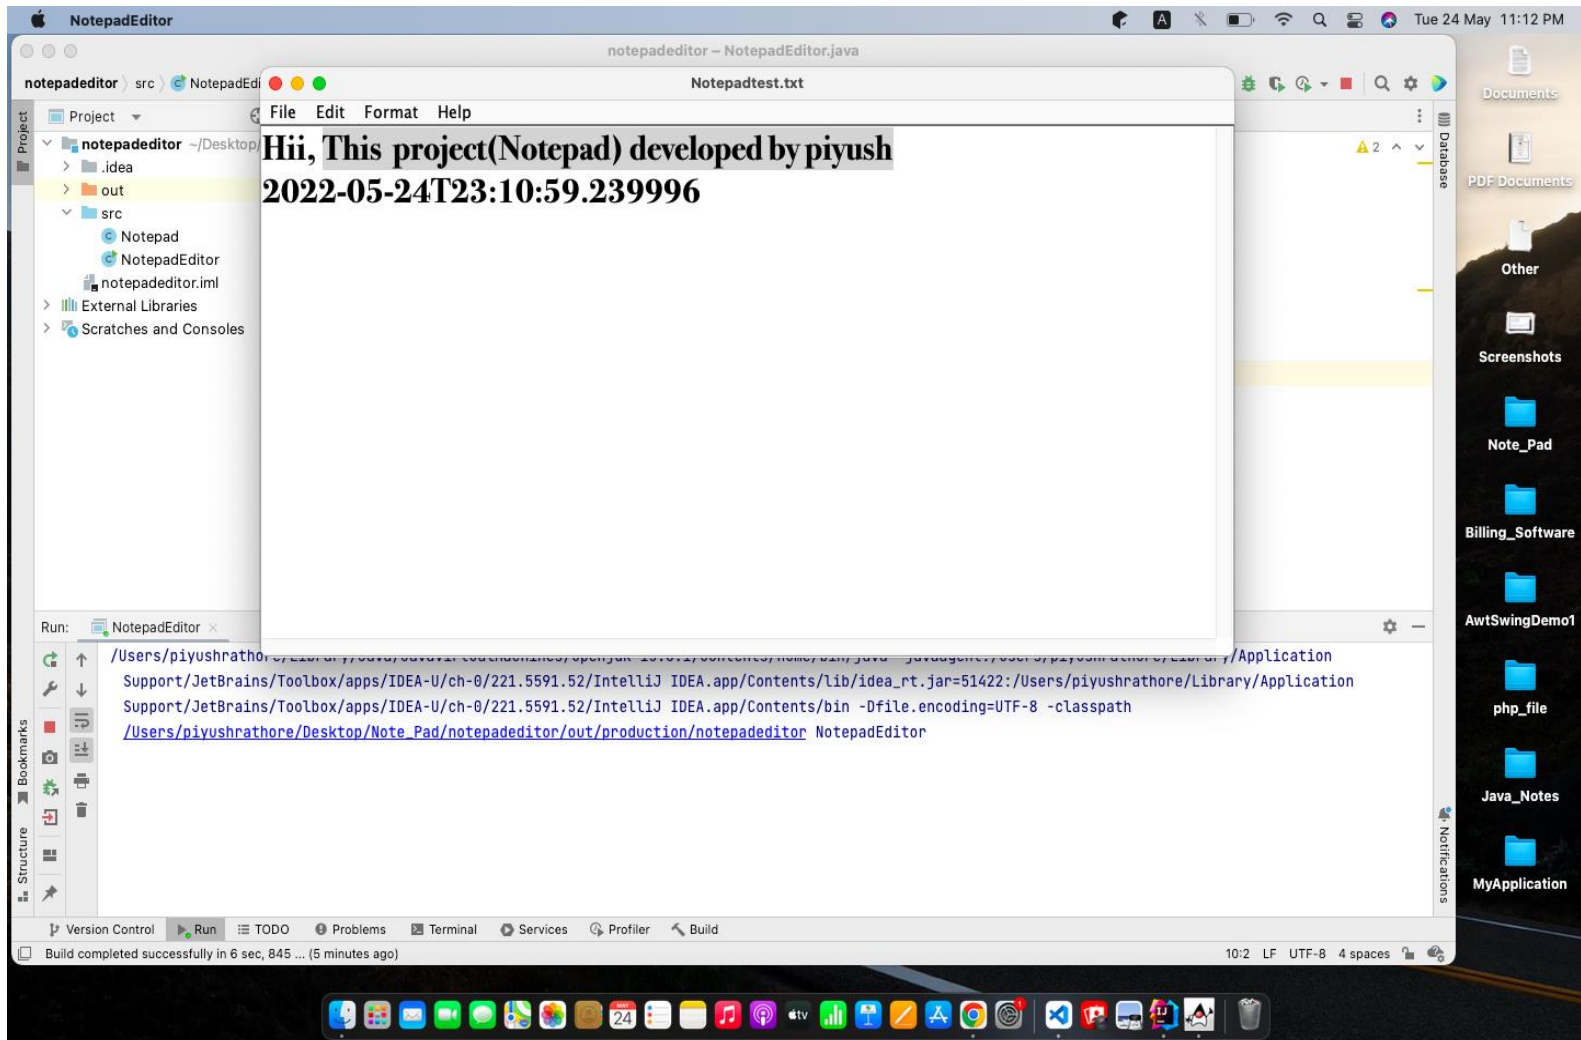 NotepadEditor
Tue 24 May 11:12 PM
notepadeditor – NotepadEditor.java
notepadeditor src
Notepadtest.txt
Project
File Edit Format Help
notepadeditor ~/Desktop/
.idea
out
src
Notepad
NotepadEditor
notepadeditor.iml
External Libraries
Scratches and Consoles
Hii, This project(Notepad) developed by piyush
2022-05-24T23:10:59.239996
2
Project
Database
Documents
PDF Documents
Other
Screenshots
Note_Pad
Billing_Software
AwtSwingDemo1
php_file
Java_Notes
MyApplication
Run: NotepadEditor
/Application
Support/JetBrains/Toolbox/apps/IDEA-U/ch-0/221.5591.52/IntelliJ IDEA.app/Contents/lib/idea_rt.jar=51422:/Users/piyushrathore/Library/Application
Support/JetBrains/Toolbox/apps/IDEA-U/ch-0/221.5591.52/IntelliJ IDEA.app/Contents/bin -Dfile.encoding=UTF-8 -classpath
/Users/piyushrathore/Desktop/Note_Pad/notepadeditor/out/production/notepadeditor NotepadEditor
Bookmarks
Structure
Notifications
Version Control Run TODO Problems Terminal Services Profiler Build
Build completed successfully in 6 sec, 845 ... (5 minutes ago)
10:2 LF UTF-8 4 spaces
MAY
24
tv